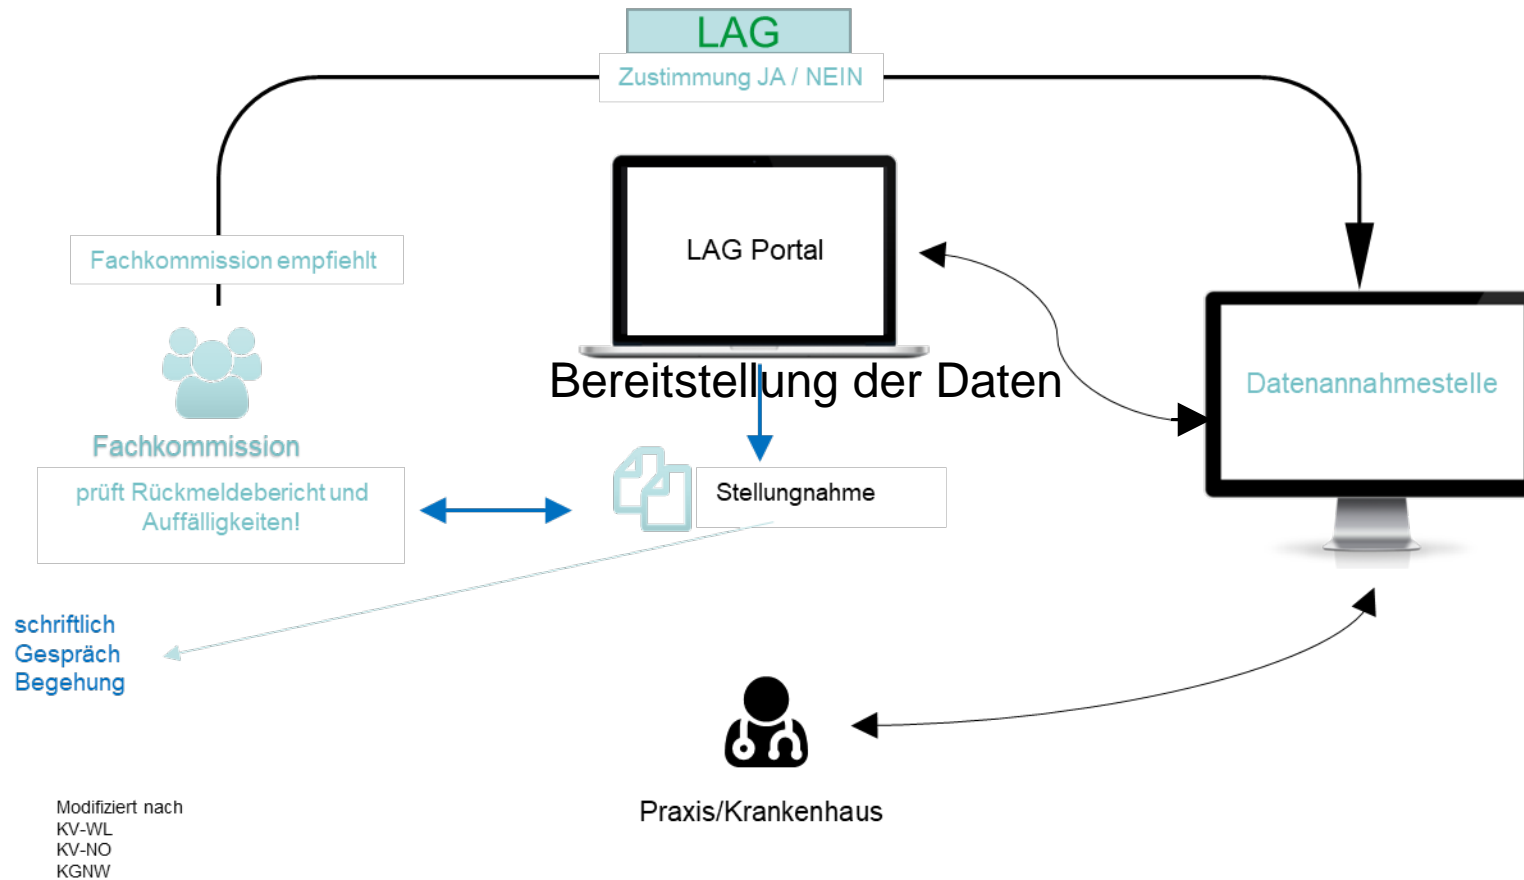 LAG
Zustimmung JA / NEIN
Fachkommission empfiehlt
LAG Portal
Bereitstellung der Daten
Datenannahmestelle
Fachkommission
prüft Rückmeldebericht und
Auffälligkeiten!
Stellungnahme
schriftlich
Gespräch
Begehung
Praxis/Krankenhaus
Modifiziert nach
KV-WL
KV-NO
KGNW